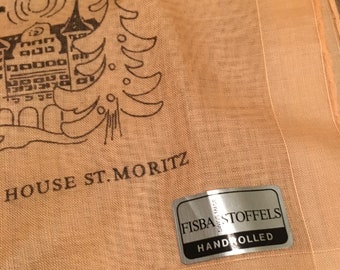 HOUSE ST. MORITZ
FISBA STOFFELS
HANDROLLED